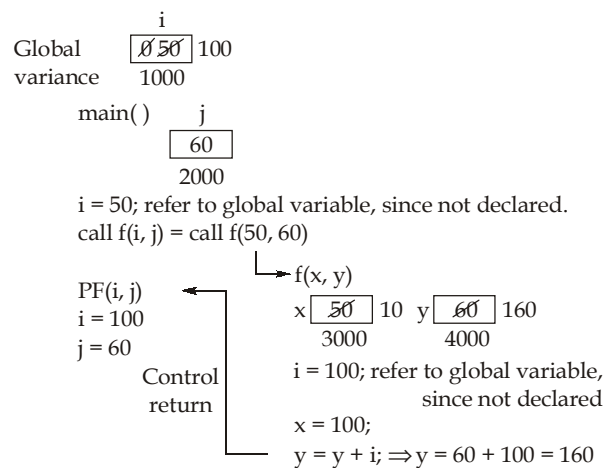 i
Global 0 50 100
variance 1000
main( ) j
60
2000
i = 50; refer to global variable, since not declared.
call f(i, j) = call f(50, 60)
f(x, y)
x 50 10 y 60 160
3000 4000
i = 100; refer to global variable,
since not declared
x = 100;
y = y + i; ⇒ y = 60 + 100 = 160
PF(i, j)
i = 100
j = 60
Control
return